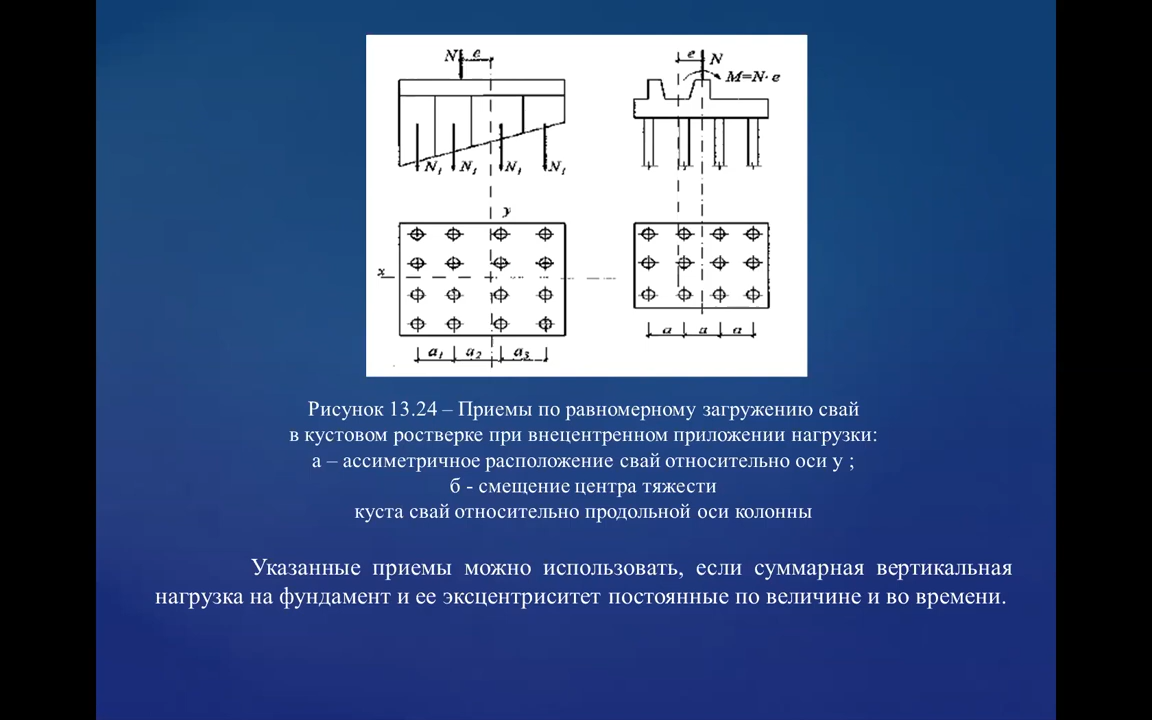 N e
N₁ N₁ N₁ N₁
y
x
a₁ a₂ a₃
e N
M=N·e
a a a
Рисунок 13.24 – Приемы по равномерному загружению свай
в кустовом ростверке при внецентренном приложении нагрузки:
а – ассиметричное расположение свай относительно оси у ;
б - смещение центра тяжести
куста свай относительно продольной оси колонны
Указанные приемы можно использовать, если суммарная вертикальная
нагрузка на фундамент и ее эксцентриситет постоянные по величине и во времени.